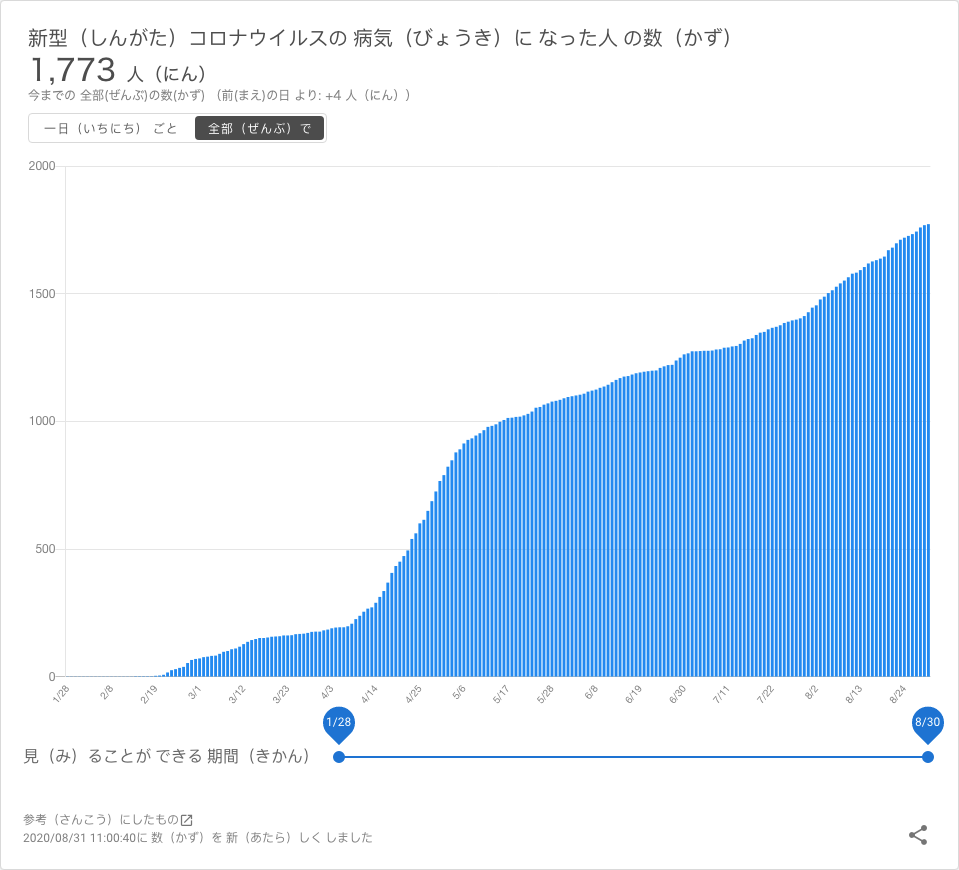 新型（しんがた）コロナウイルスの 病気（びょうき）に なった人 の数（かず）
1,773 人（にん）
今までの 全部(ぜんぶ)の数(かず) （前(まえ)の日 より: +4 人（にん））
一日（いちにち） ごと 全部（ぜんぶ）で
2000
1500
1000
500
0
1/28 2/8 2/19 3/1 3/12 3/23 4/3 4/14 4/25 5/6 5/17 5/28 6/8 6/19 6/30 7/11 7/22 8/2 8/13 8/24
1/28 8/30
見（み）ることが できる 期間（きかん）
参考（さんこう）にしたもの
2020/08/31 11:00:40に 数（かず）を 新（あたら）しく しました